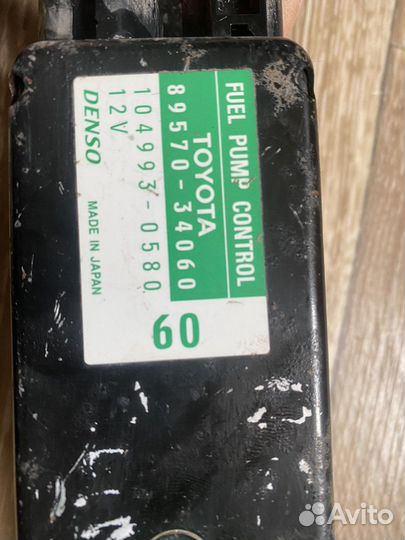 FUEL PUMP CONTROL
TOYOTA
89570-34060
104993-0580
12V
DENSO MADE IN JAPAN
60
Avito